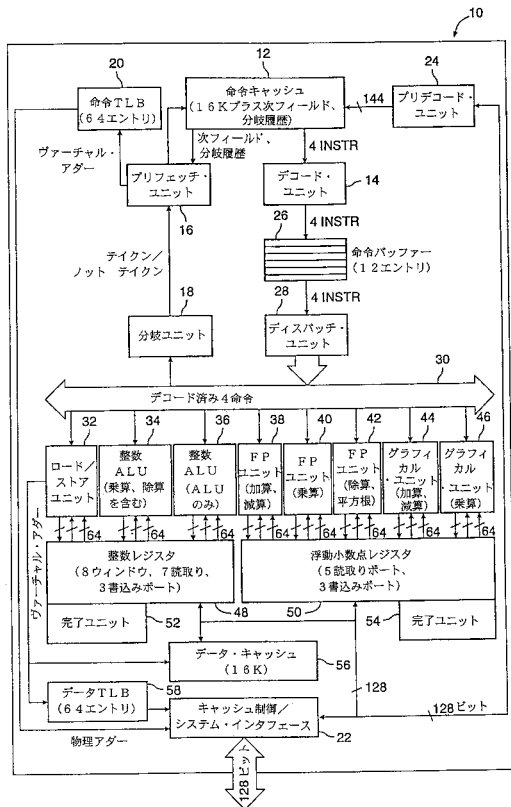 10
20
12
24
命令TLB
(64エントリ)
命令キャッシュ
(16Kプラス次フィールド、
分岐履歴)
144
プリデコード・
ユニット
ヴァーチャル・
アダー
次フィールド、
分岐履歴
4 INSTR
プリフェッチ・
ユニット
デコード・
ユニット
16
14
4 INSTR
26
命令バッファー
(12エントリ)
テイクン/
ノット テイクン
18
28
4 INSTR
分岐ユニット
ディスパッチ・
ユニット
30
デコード済み4命令
32
34
36
38
40
42
44
46
ロード/
ストア
ユニット
整数
ALU
(乗算、除算
を含む)
整数
ALU
(ALU
のみ)
FP
ユニット
(加算、
減算)
FP
ユニット
(乗算)
FP
ユニット
(除算、
平方根)
グラフィ
カル・
ユニット
(加算、
減算)
グラフィ
カル・
ユニット
(乗算)
64
64
64
64
64
64
64
ヴァーチャル・アダー
整数レジスタ
(8ウィンドウ、7読取り、
3書込みポート)
浮動小数点レジスタ
(5読取りポート、
3書込みポート)
48
50
完了ユニット
52
54
完了ユニット
データ・キャッシュ
(16K)
56
58
データTLB
(64エントリ)
128
128ビット
キャッシュ制御/
システム・インタフェース
物理アダー
22
128ビット